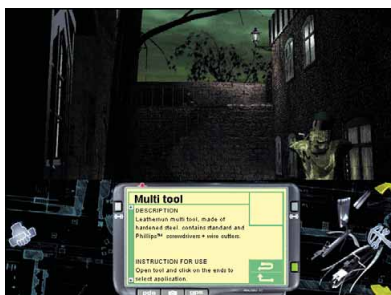 Multi tool
DESCRIPTION
Leatherman multi tool, made of
hardened steel, contains standard and
Phillips™ screwdrivers + wire cutters.
INSTRUCTION FOR USE
Open tool and click on the ends to
select application.